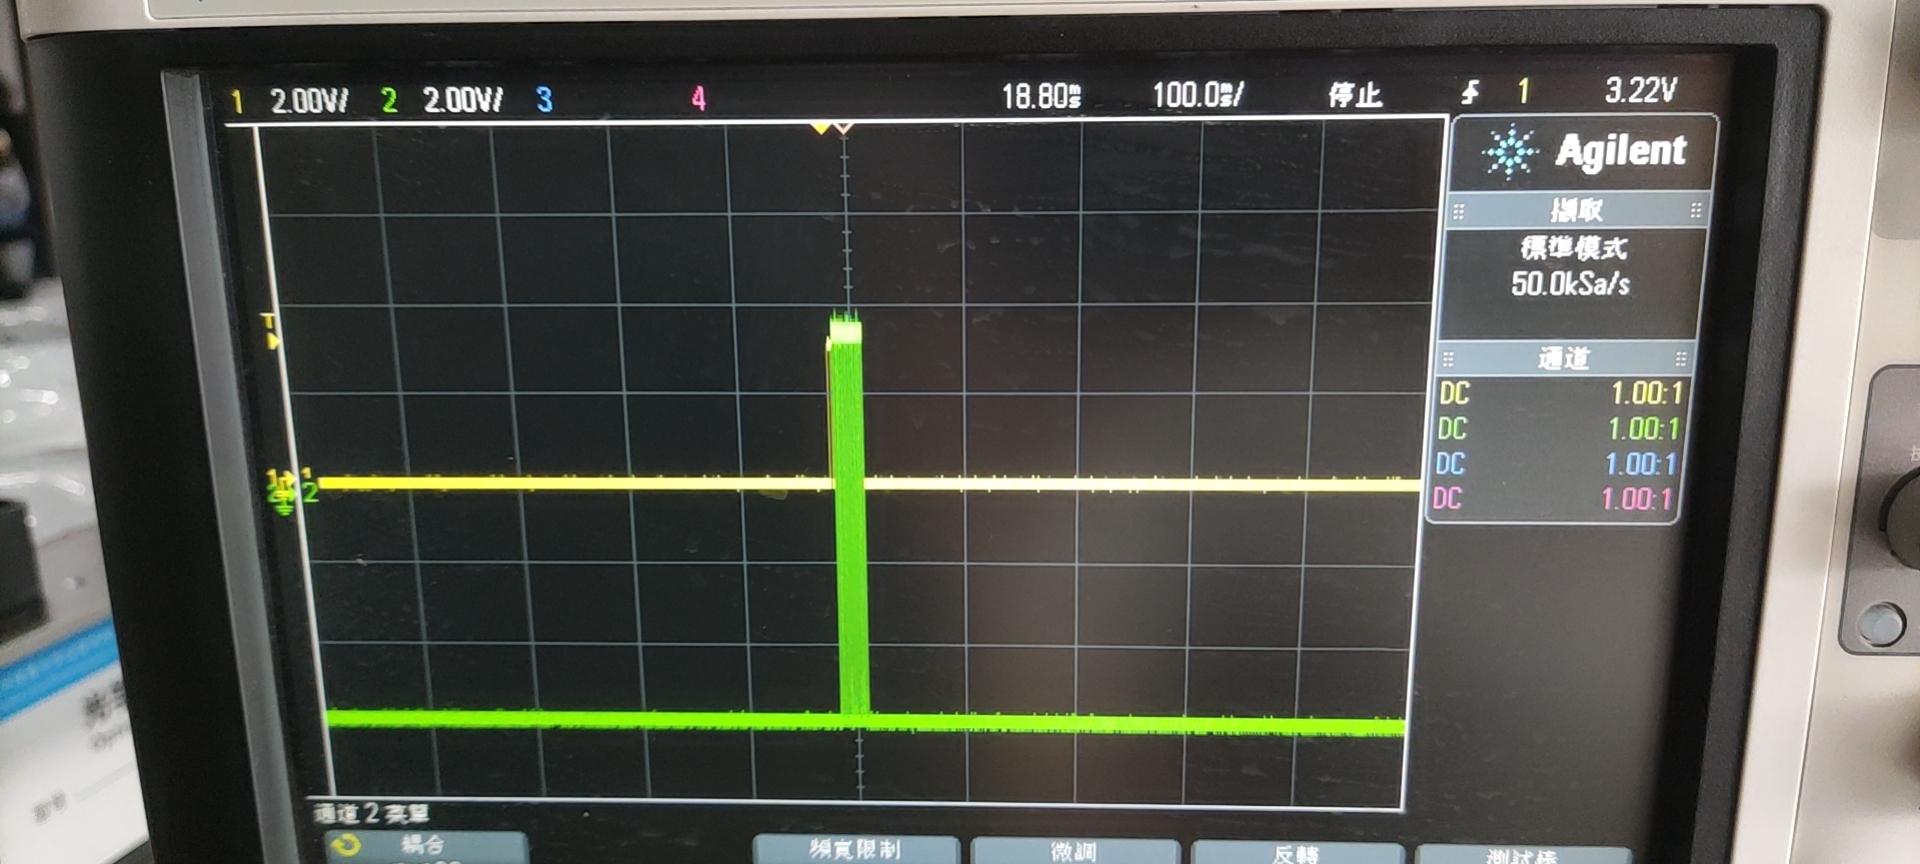 1 2.00V/ 2 2.00V/ 3 4 18.80ms 100.0ms/ 停止 1 3.22V
Agilent
擷取
標準模式
50.0kSa/s
通道
DC 1.00:1
DC 1.00:1
DC 1.00:1
DC 1.00:1
T
1
2
通道 2 菜單
耦合
頻寬限制
微調
反轉
測試棒